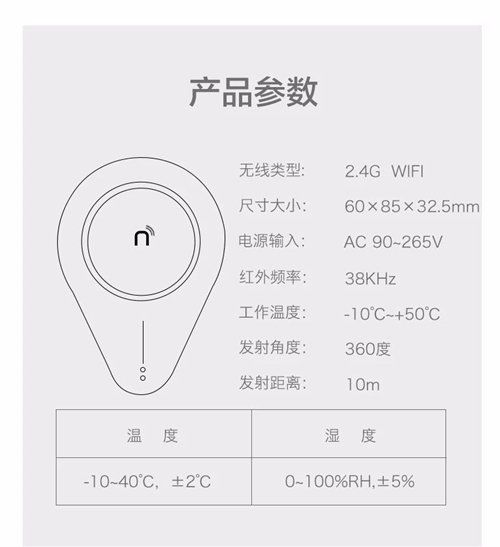 产品参数
n
无线类型: 2.4G WIFI
尺寸大小: 60×85×32.5mm
电源输入: AC 90~265V
红外频率: 38KHz
工作温度: -10℃~+50℃
发射角度: 360度
发射距离: 10m
温 度 湿 度
-10~40℃, ±2℃ 0~100%RH,±5%